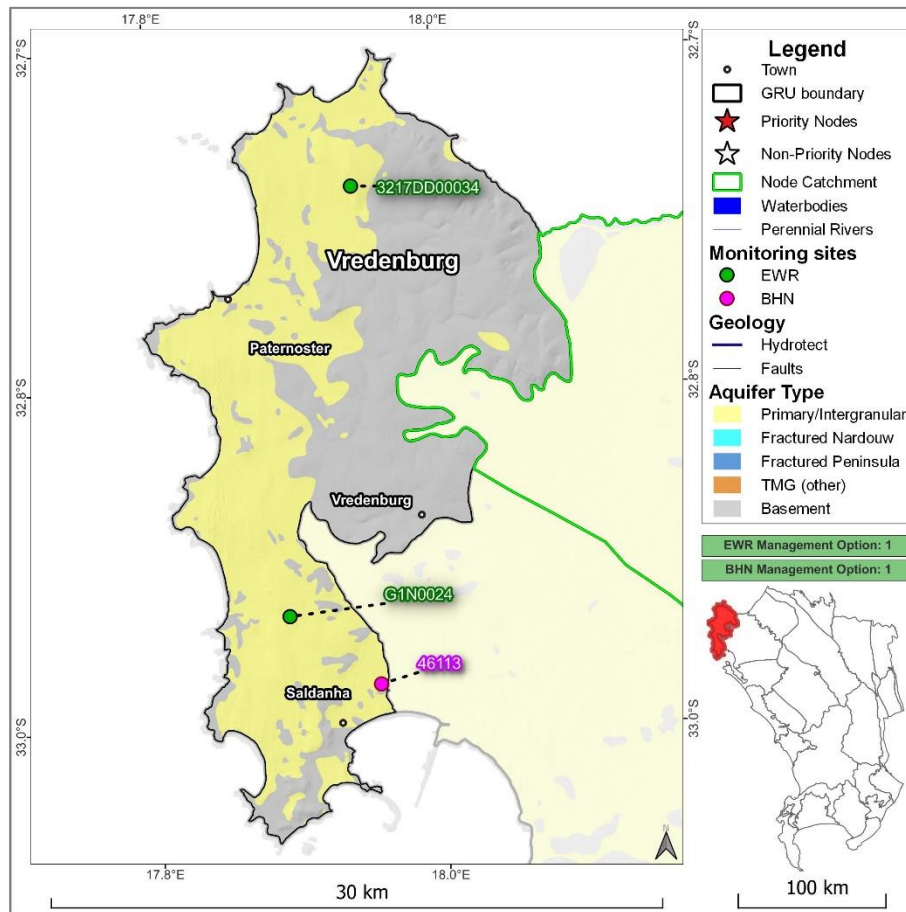 17.8°E
18.0°E
32.7°S
32.7°S
3217DD00034
Vredenburg
Paternoster
32.8°S
32.8°S
Vredenburg
G1N0024
46113
Saldanha
33.0°S
33.0°S
N
17.8°E
18.0°E
30 km
Legend
Town
GRU boundary
Priority Nodes
Non-Priority Nodes
Node Catchment
Waterbodies
Perennial Rivers
Monitoring sites
EWR
BHN
Geology
Hydrotect
Faults
Aquifer Type
Primary/Intergranular
Fractured Nardouw
Fractured Peninsula
TMG (other)
Basement
EWR Management Option: 1
BHN Management Option: 1
100 km